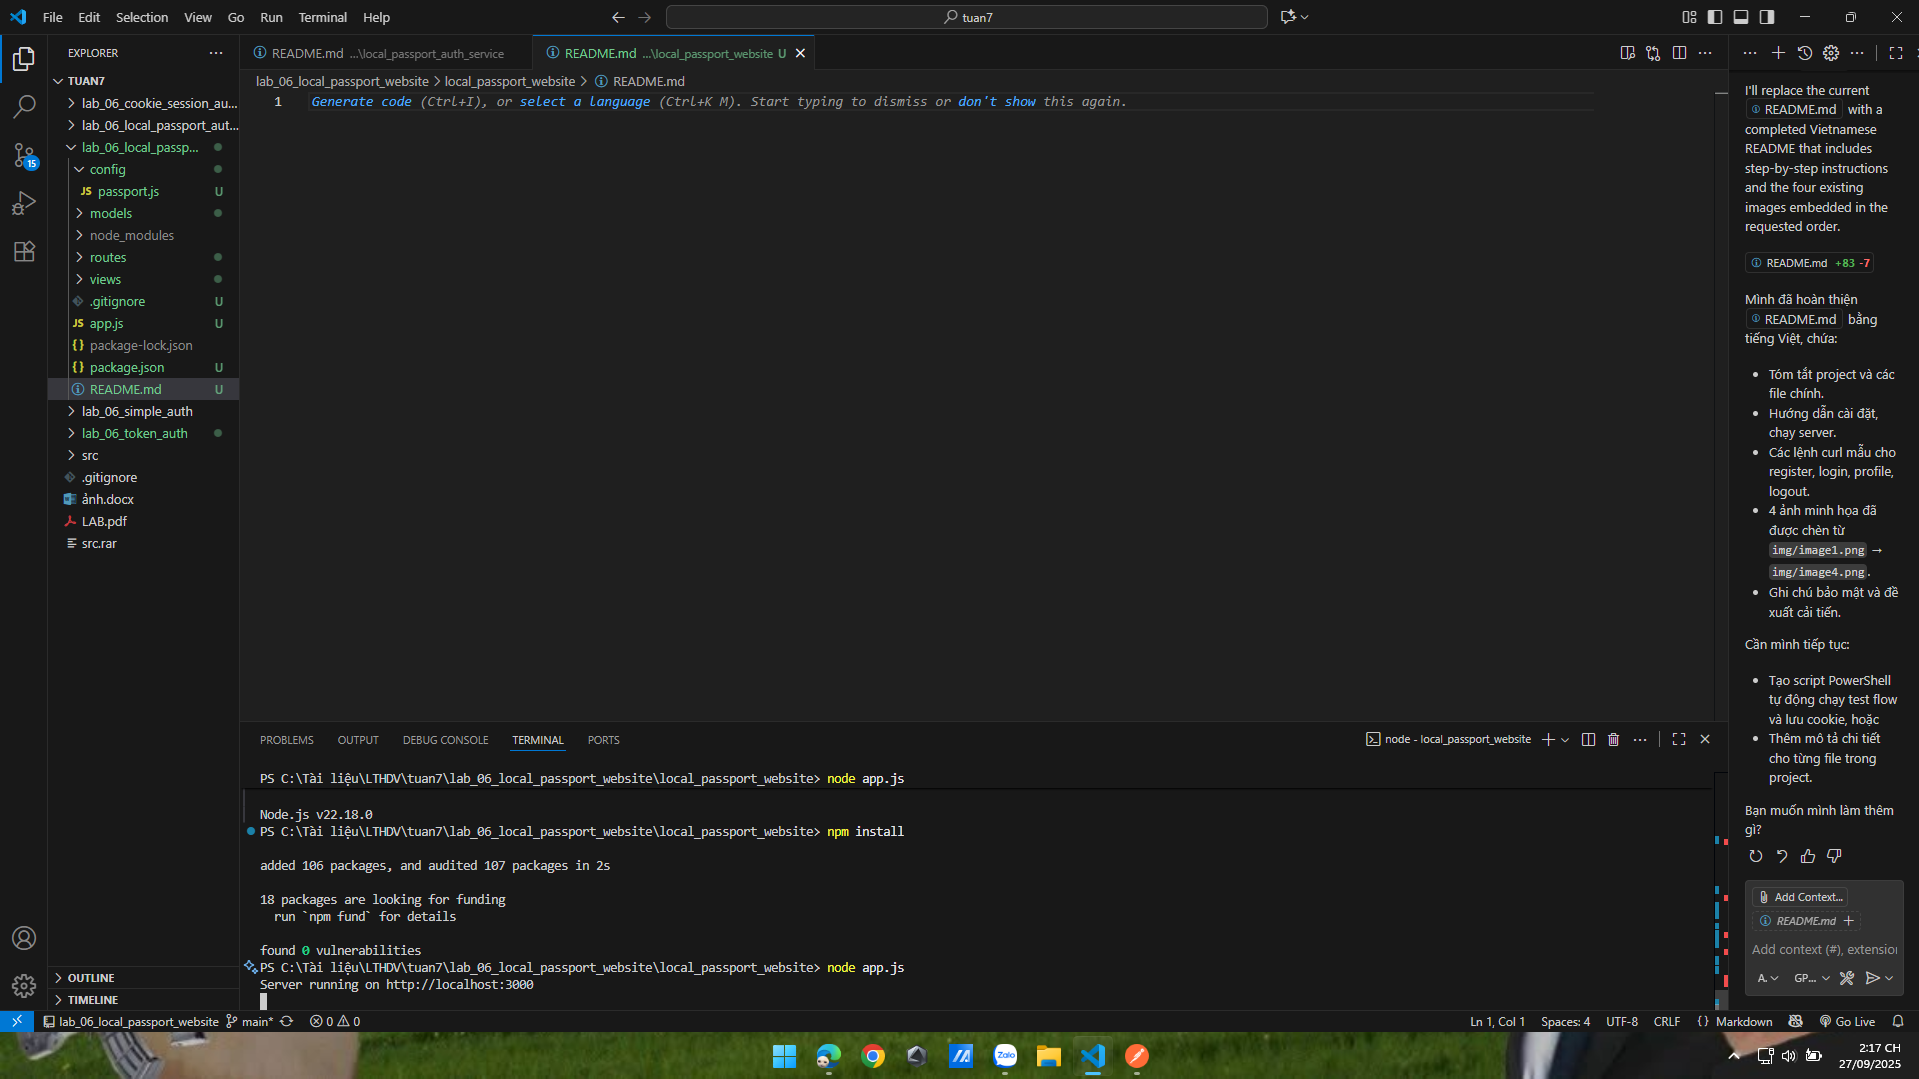 File Edit Selection View Go Run Terminal Help
tuan7
EXPLORER
TUAN7
lab_06_cookie_session_au...
lab_06_local_passport_aut...
lab_06_local_passp...
config
JS passport.js U
models
node_modules
routes
views
.gitignore U
JS app.js U
{} package-lock.json
{} package.json U
README.md U
lab_06_simple_auth
lab_06_token_auth
src
.gitignore
ảnh.docx
LAB.pdf
src.rar
OUTLINE
TIMELINE
15
README.md ...\local_passport_auth_service
README.md ...\local_passport_website U
lab_06_local_passport_website > local_passport_website > README.md
1 Generate code (Ctrl+I), or select a language (Ctrl+K M). Start typing to dismiss or don't show this again.
PROBLEMS OUTPUT DEBUG CONSOLE TERMINAL PORTS
node - local_passport_website
PS C:\Tài liệu\LTHDV\tuan7\lab_06_local_passport_website\local_passport_website> node app.js
Node.js v22.18.0
PS C:\Tài liệu\LTHDV\tuan7\lab_06_local_passport_website\local_passport_website> npm install
added 106 packages, and audited 107 packages in 2s
18 packages are looking for funding
run `npm fund` for details
found 0 vulnerabilities
PS C:\Tài liệu\LTHDV\tuan7\lab_06_local_passport_website\local_passport_website> node app.js
Server running on http://localhost:3000
I'll replace the current
README.md with a
completed Vietnamese
README that includes
step-by-step instructions
and the four existing
images embedded in the
requested order.
README.md +83 -7
Mình đã hoàn thiện
README.md bằng
tiếng Việt, chứa:
Tóm tắt project và các
file chính.
Hướng dẫn cài đặt,
chạy server.
Các lệnh curl mẫu cho
register, login, profile,
logout.
4 ảnh minh họa đã
được chèn từ
img/image1.png →
img/image4.png.
Ghi chú bảo mật và đề
xuất cải tiến.
Cần mình tiếp tục:
Tạo script PowerShell
tự động chạy test flow
và lưu cookie, hoặc
Thêm mô tả chi tiết
cho từng file trong
project.
Bạn muốn mình làm thêm
gì?
Add Context...
README.md +
Add context (#), extension
A. GP...
lab_06_local_passport_website main* 0 0
Ln 1, Col 1 Spaces: 4 UTF-8 CRLF {} Markdown Go Live
Zalo
2:17 CH
27/09/2025